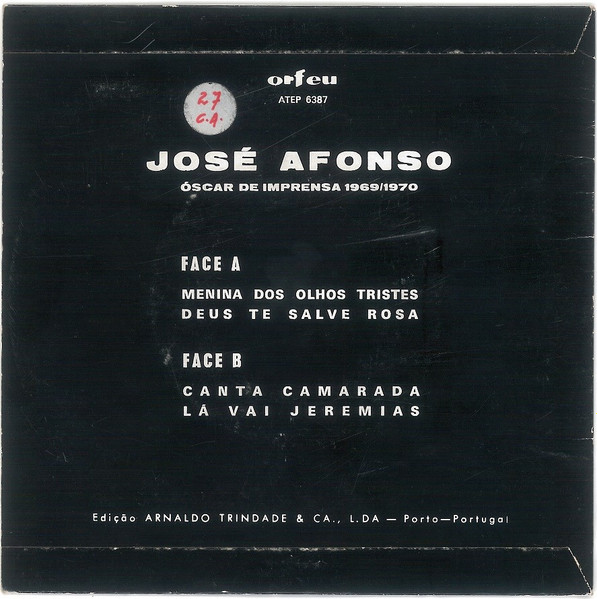 orfeu
ATEP 6387
27
C.A.
JOSÉ AFONSO
ÓSCAR DE IMPRENSA 1969/1970
FACE A
MENINA DOS OLHOS TRISTES
DEUS TE SALVE ROSA
FACE B
CANTA CAMARADA
LÁ VAI JEREMIAS
Edição ARNALDO TRINDADE & CA., L.DA — Porto—Portugal